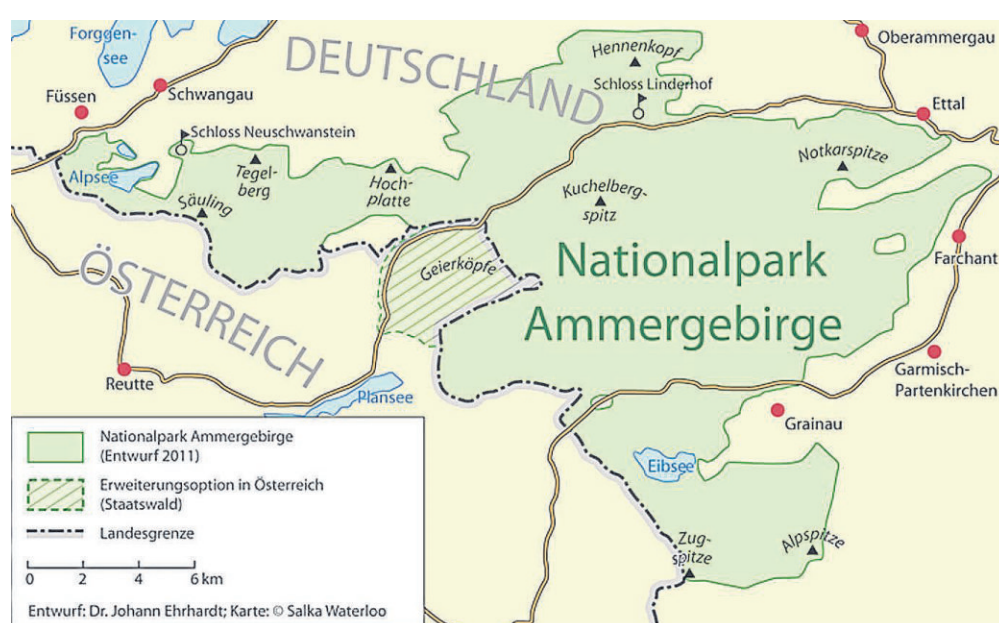 Forggen-
see
DEUTSCHLAND
Hennenkopf
Oberammergau
Füssen
Schwangau
Schloss Linderhof
Ettal
Schloss Neuschwanstein
Alpsee
Tegel-
berg
Hoch-
platte
Notkarspitze
Säuling
Kuchelberg-
spitz
Geierköpfe
Farchant
ÖSTERREICH
Nationalpark
Ammergebirge
Reutte
Plansee
Garmisch-
Partenkirchen
Grainau
Eibsee
Zug-
spitze
Alpspitze
Nationalpark Ammergebirge
(Entwurf 2011)
Erweiterungsoption in Österreich
(Staatswald)
Landesgrenze
0 2 4 6 km
Entwurf: Dr. Johann Ehrhardt; Karte: © Salka Waterloo